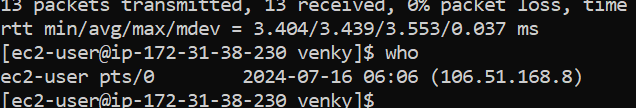 13 packets transmitted, 13 received, 0% packet loss, time
rtt min/avg/max/mdev = 3.404/3.439/3.553/0.037 ms
[ec2-user@ip-172-31-38-230 venky]$ who
ec2-user pts/0        2024-07-16 06:06 (106.51.168.8)
[ec2-user@ip-172-31-38-230 venky]$